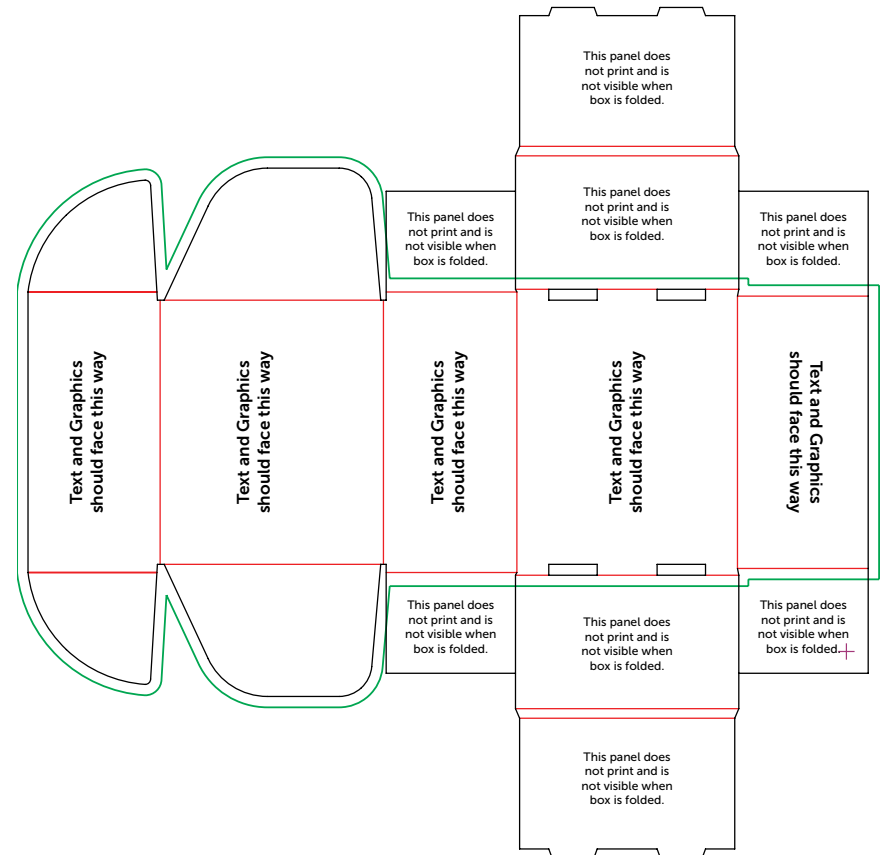 This panel does
not print and is
not visible when
box is folded.
This panel does
not print and is
not visible when
box is folded.
This panel does
not print and is
not visible when
box is folded.
This panel does
not print and is
not visible when
box is folded.
Text and Graphics
should face this way
Text and Graphics
should face this way
Text and Graphics
should face this way
Text and Graphics
should face this way
Text and Graphics
should face this way
This panel does
not print and is
not visible when
box is folded.
This panel does
not print and is
not visible when
box is folded.
This panel does
not print and is
not visible when
box is folded.
This panel does
not print and is
not visible when
box is folded.